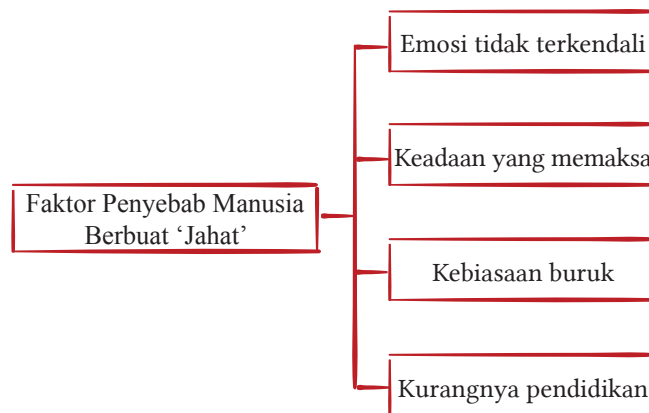 Faktor Penyebab Manusia
Berbuat ‘Jahat’
Emosi tidak terkendali
Keadaan yang memaksa
Kebiasaan buruk
Kurangnya pendidikan